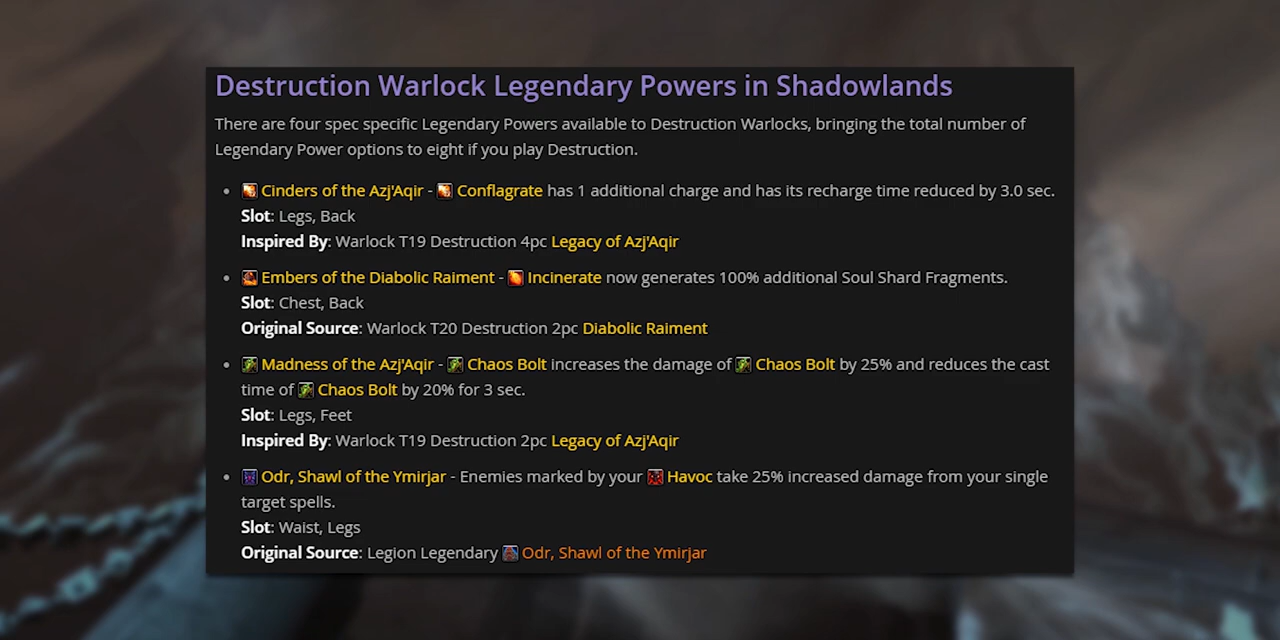 Destruction Warlock Legendary Powers in Shadowlands
There are four spec specific Legendary Powers available to Destruction Warlocks, bringing the total number of
Legendary Power options to eight if you play Destruction.
• Cinders of the Azj'Aqir - Conflagrate has 1 additional charge and has its recharge time reduced by 3.0 sec.
Slot: Legs, Back
Inspired By: Warlock T19 Destruction 4pc Legacy of Azj'Aqir
• Embers of the Diabolic Raiment - Incinerate now generates 100% additional Soul Shard Fragments.
Slot: Chest, Back
Original Source: Warlock T20 Destruction 2pc Diabolic Raiment
• Madness of the Azj'Aqir - Chaos Bolt increases the damage of Chaos Bolt by 25% and reduces the cast
time of Chaos Bolt by 20% for 3 sec.
Slot: Legs, Feet
Inspired By: Warlock T19 Destruction 2pc Legacy of Azj'Aqir
• Odr, Shawl of the Ymirjar - Enemies marked by your Havoc take 25% increased damage from your single
target spells.
Slot: Waist, Legs
Original Source: Legion Legendary Odr, Shawl of the Ymirjar